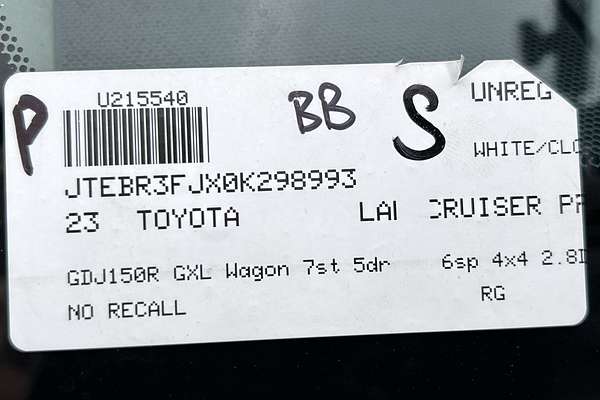 P U215540 BB S UNREG
WHITE/CLO
JTEBR3FJX0K298993
23 TOYOTA LAI CRUISER PR
GDJ150R GXL Wagon 7st 5dr 6sp 4x4 2.8D
NO RECALL RG